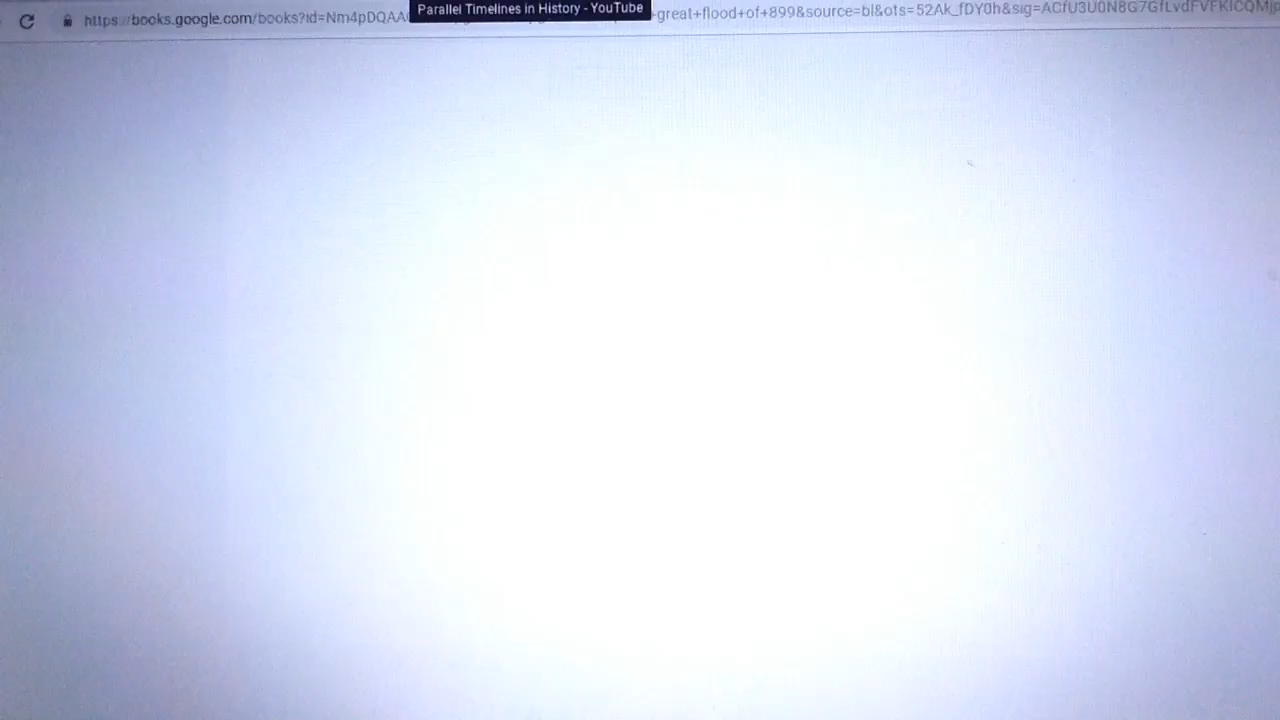 Parallel Timelines in History - YouTube
https://books.google.com/books?id=Nm4pDQAA great+flood+of+899&source=bl&ots=52Ak_fDY0h&sig=ACfU3U0N8G7GfLvdFVFKlCQMjp